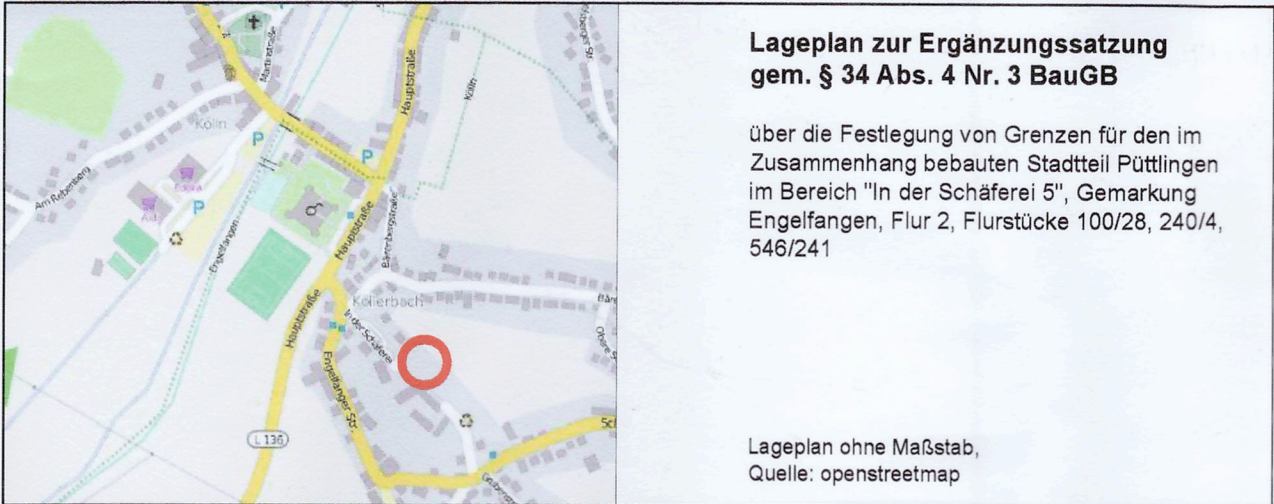 Lageplan zur Ergänzungssatzung
gem. § 34 Abs. 4 Nr. 3 BauGB
über die Festlegung von Grenzen für den im
Zusammenhang bebauten Stadtteil Püttlingen
im Bereich "In der Schäferei 5", Gemarkung
Engelfangen, Flur 2, Flurstücke 100/28, 240/4,
546/241
Lageplan ohne Maßstab,
Quelle: openstreetmap
Martinstraße
Hauptstraße
Kölln
Kölln
P
P
P
Am Rebenberg
Edeka
Aldi
Engelfangen
Hauptstraße
Bärenbergstraße
Hauptstraße
Köllerbach
In der Schäferei
Engelfanger Str.
L 136